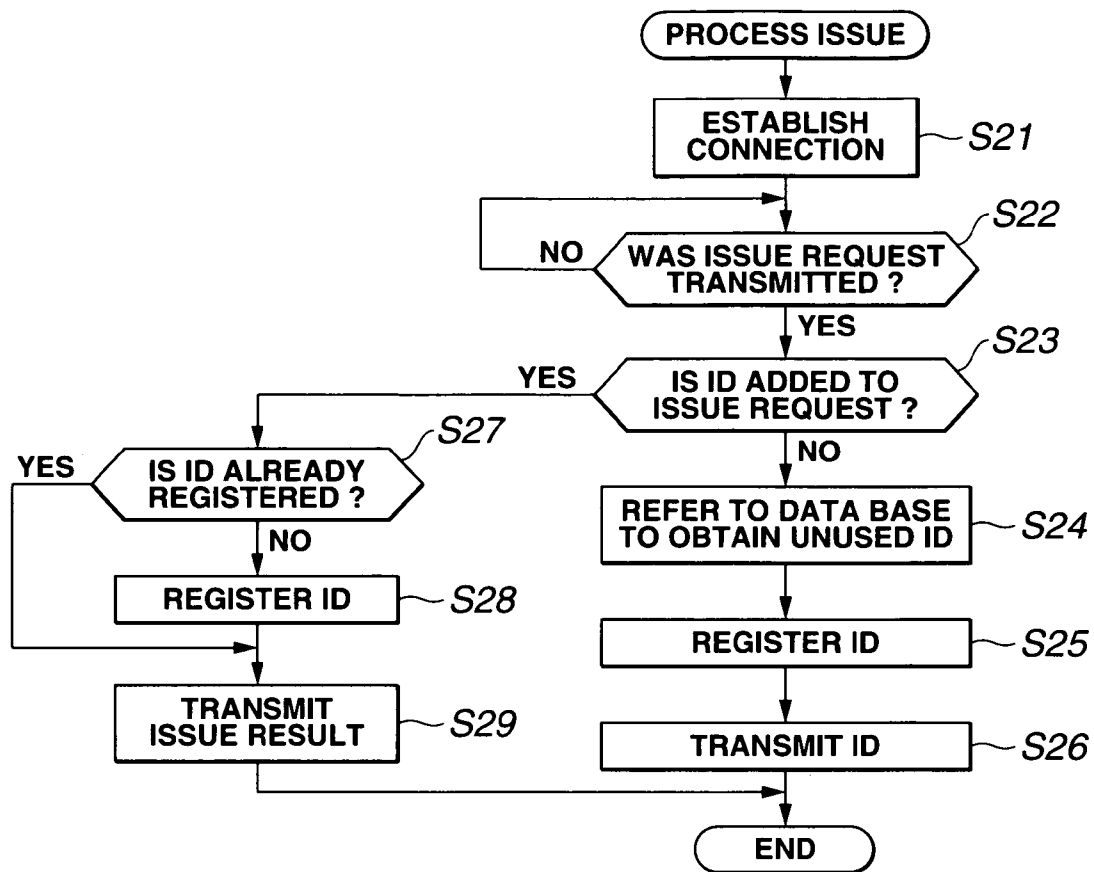 PROCESS ISSUE
ESTABLISH
CONNECTION
S21
S22
NO
WAS ISSUE REQUEST
TRANSMITTED ?
YES
S23
YES
IS ID ADDED TO
ISSUE REQUEST ?
NO
S27
YES
IS ID ALREADY
REGISTERED ?
NO
REFER TO DATA BASE
TO OBTAIN UNUSED ID
S24
REGISTER ID
S28
REGISTER ID
S25
TRANSMIT
ISSUE RESULT
S29
TRANSMIT ID
S26
END